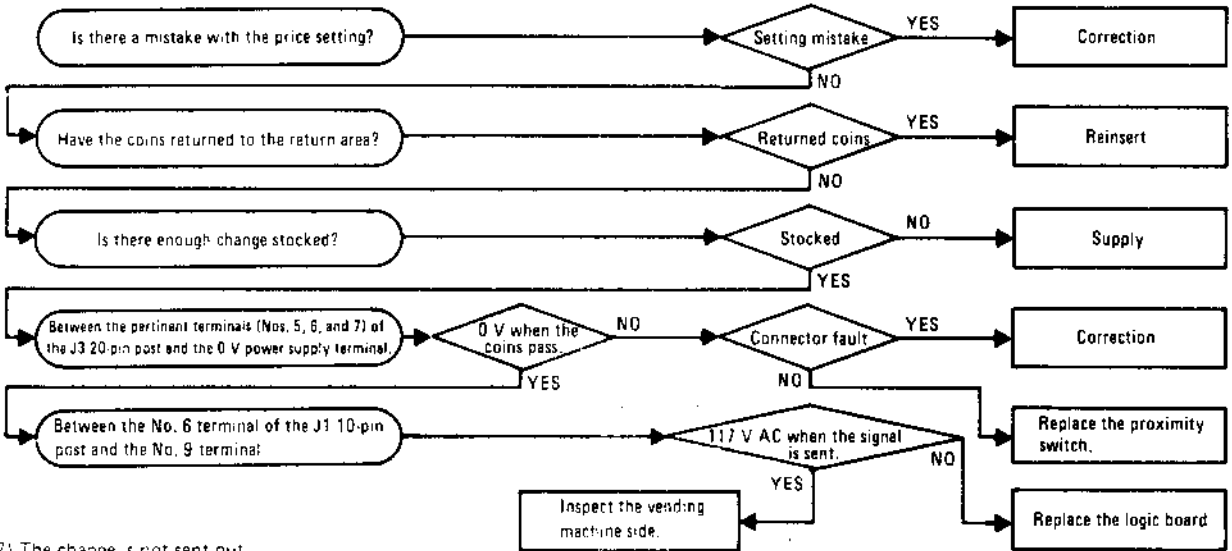 Is there a mistake with the price setting?
Setting mistake
YES
Correction
NO
Have the coins returned to the return area?
Returned coins
YES
Reinsert
NO
Is there enough change stocked?
Stocked
NO
Supply
YES
Between the pertinent terminals (Nos. 5, 6, and 7) of
the J3 20-pin post and the 0 V power supply terminal.
0 V when the
coins pass.
NO
Connector fault
YES
Correction
YES
NO
Replace the proximity
switch.
Between the No. 6 terminal of the J1 10-pin
post and the No. 9 terminal
117 V AC when the signal
is sent.
NO
YES
Inspect the vending
machine side.
Replace the logic board
The change is not sent out